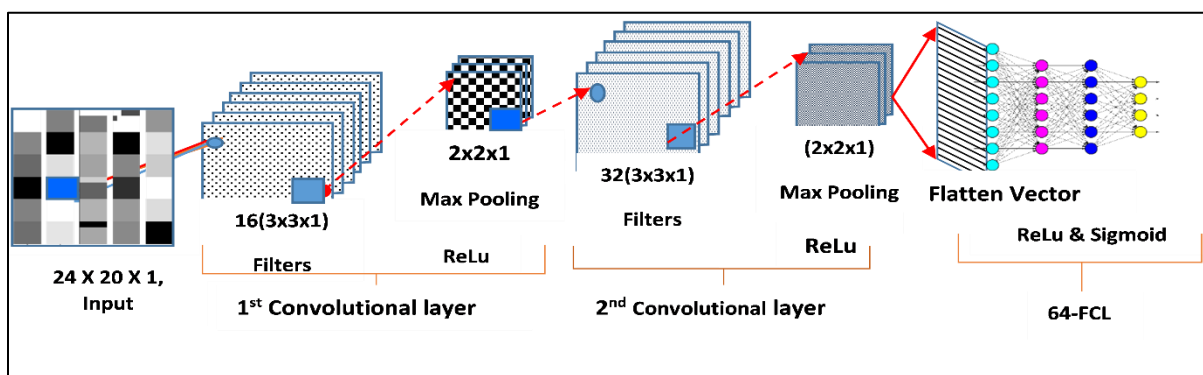 24 X 20 X 1,
Input
16(3x3x1)
Filters
2x2x1
Max Pooling
ReLu
1st Convolutional layer
32(3x3x1)
Filters
(2x2x1)
Max Pooling
ReLu
2nd Convolutional layer
Flatten Vector
ReLu & Sigmoid
64-FCL